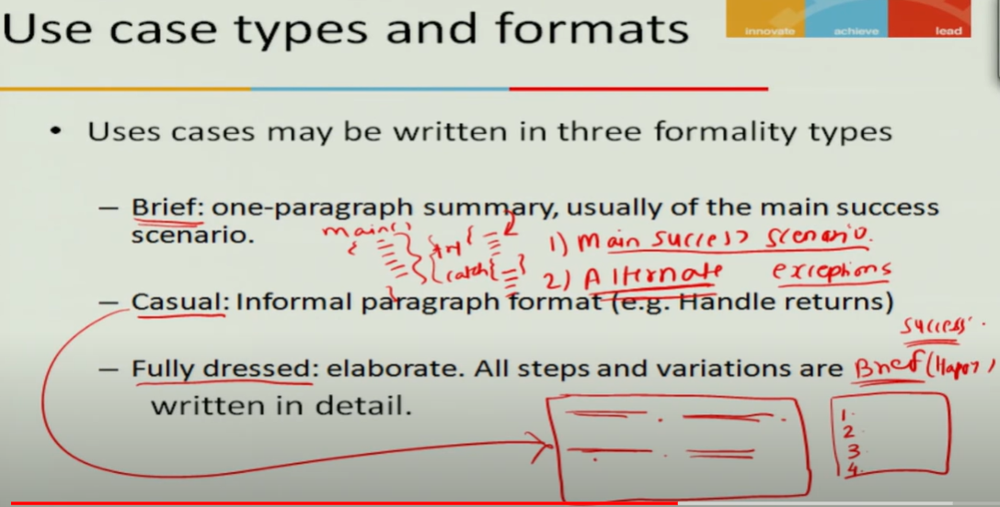 Use case types and formats
innovate achieve lead
• Uses cases may be written in three formality types
– Brief: one-paragraph summary, usually of the main success
scenario.
main()
{
}
try {
catch{ }
2
1) Main success scenario.
2) Alternate exceptions
– Casual: Informal paragraph format (e.g. Handle returns)
success.
– Fully dressed: elaborate. All steps and variations are
Brief (Happy)
written in detail.
1.
2.
3
4.